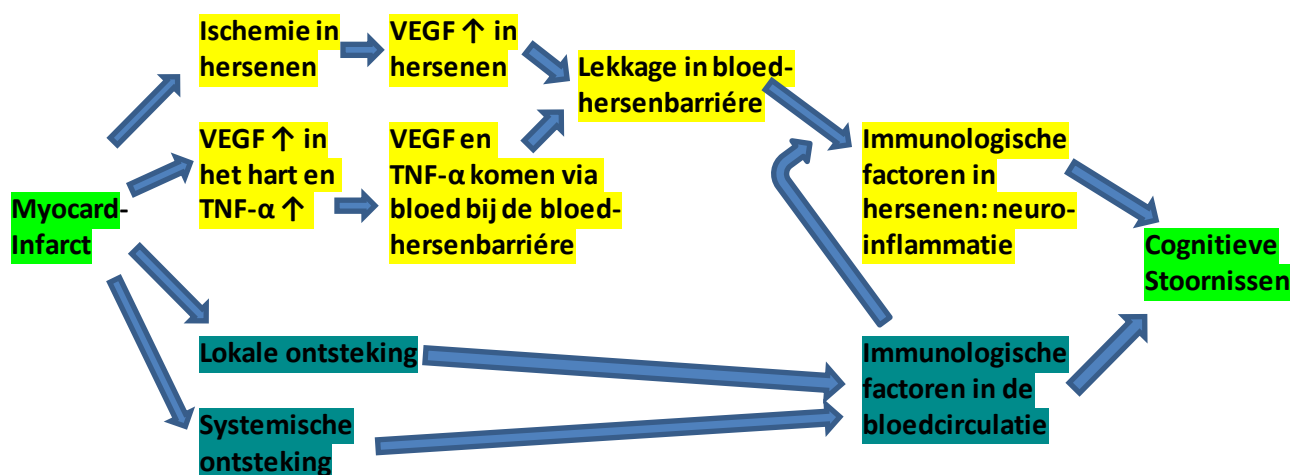 Ischemie in
hersenen
VEGF ↑ in
hersenen
Lekkage in bloed-
hersenbarriére
VEGF ↑ in
het hart en
TNF-α ↑
VEGF en
TNF-α komen via
bloed bij de bloed-
hersenbarriére
Immunologische
factoren in
hersenen: neuro-
inflammatie
Myocard-
Infarct
Cognitieve
Stoornissen
Lokale ontsteking
Immunologische
factoren in de
bloedcirculatie
Systemische
ontsteking